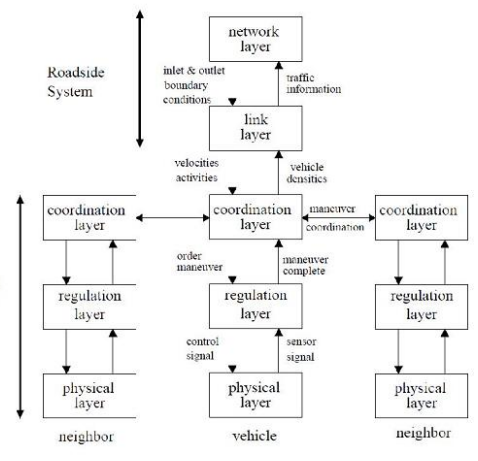 network
layer
inlet & outlet
boundary
conditions
traffic
information
Roadside
System
link
layer
velocities
activities
vehicle
densitics
coordination
layer
coordination
layer
maneuver
coordination
coordination
layer
order
maneuver
maneuver
complete
regulation
layer
regulation
layer
regulation
layer
control
signal
sensor
signal
physical
layer
physical
layer
physical
layer
neighbor
vehicle
neighbor